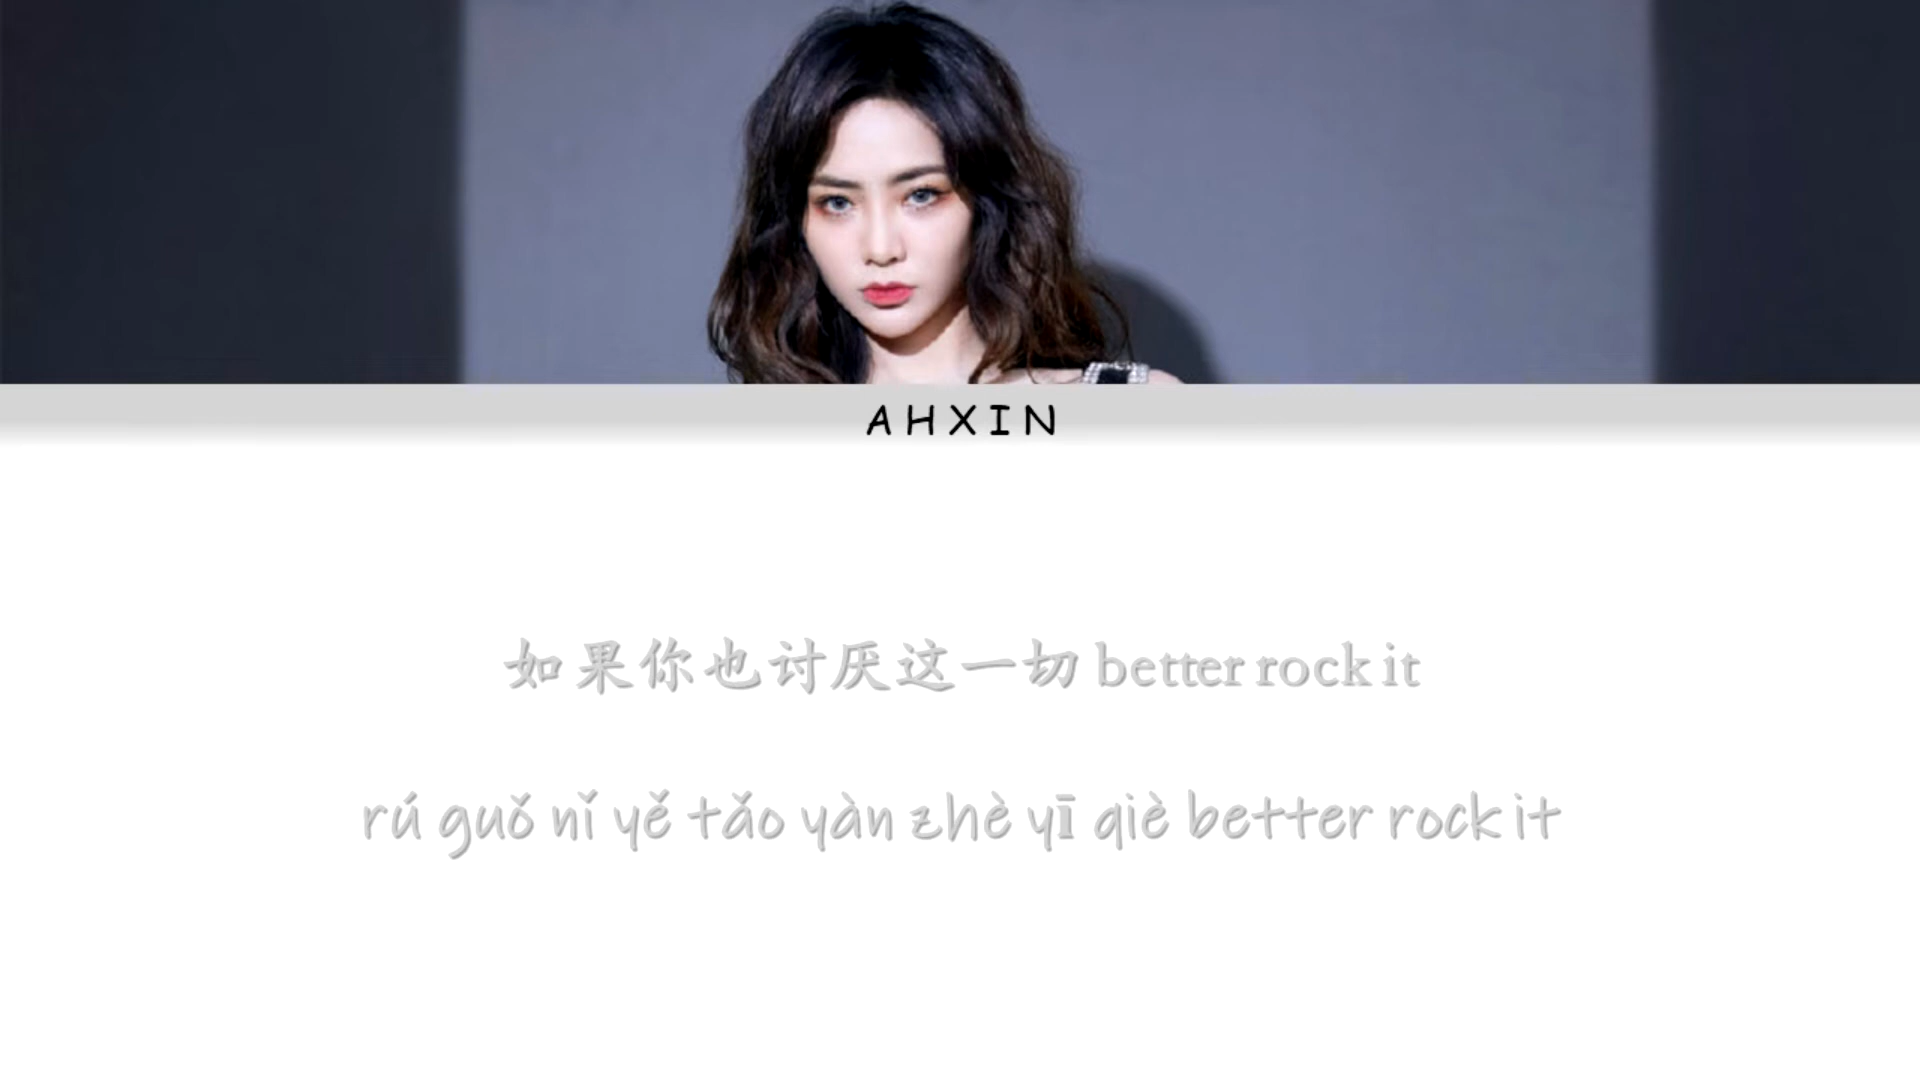 AHXIN
如果你也讨厌这一切 better rock it
rú guǒ nǐ yě tǎo yàn zhè yī qiè better rock it